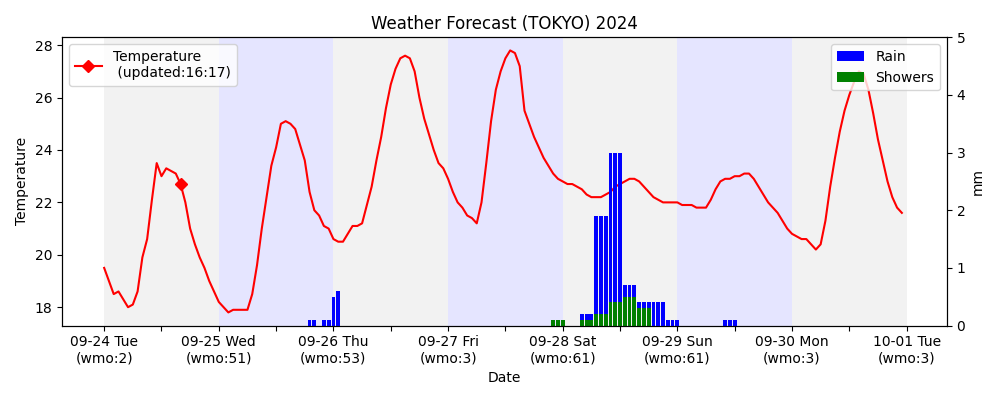 Weather Forecast (TOKYO) 2024
Temperature
(updated:16:17)
Rain
Showers
28
26
24
22
20
18
Temperature
5
4
3
2
1
0
mm
09-24 Tue
(wmo:2)
09-25 Wed
(wmo:51)
09-26 Thu
(wmo:53)
09-27 Fri
(wmo:3)
09-28 Sat
(wmo:61)
09-29 Sun
(wmo:61)
09-30 Mon
(wmo:3)
10-01 Tue
(wmo:3)
Date